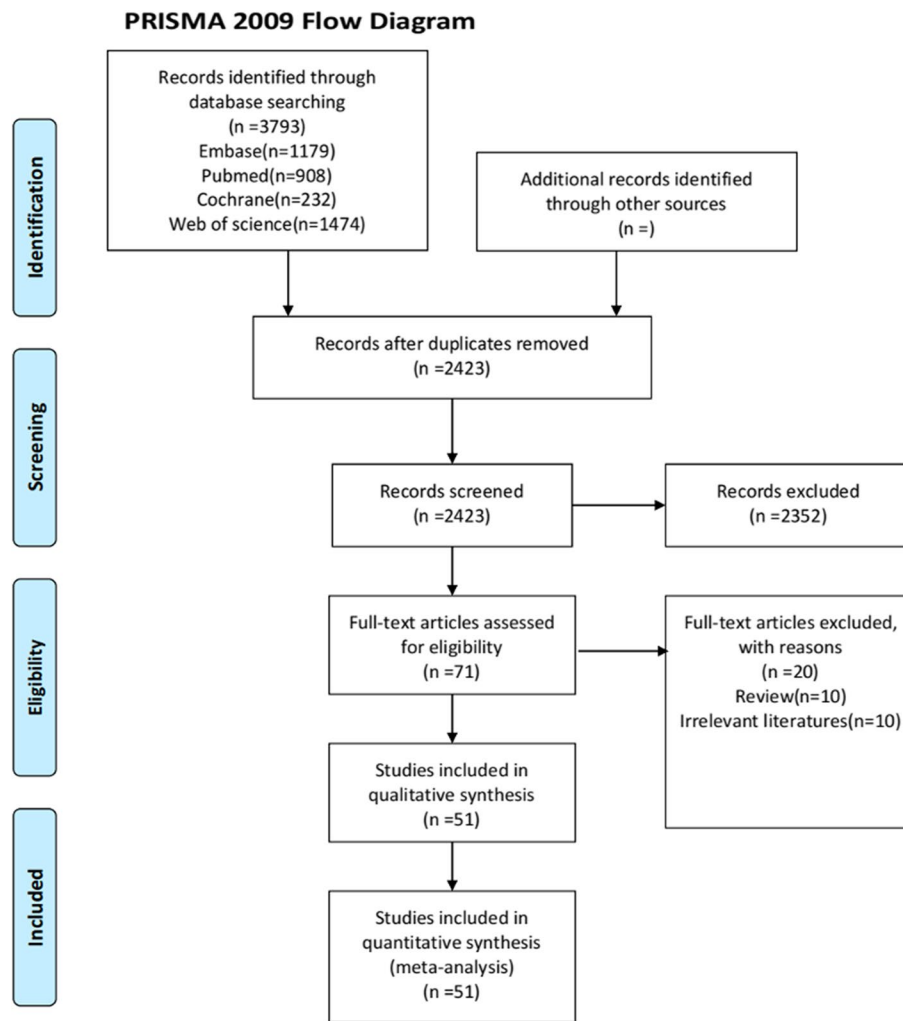 PRISMA 2009 Flow Diagram
Identification
Records identified through
database searching
(n =3793)
Embase(n=1179)
Pubmed(n=908)
Cochrane(n=232)
Web of science(n=1474)
Additional records identified
through other sources
(n =)
Records after duplicates removed
(n =2423)
Screening
Records screened
(n =2423)
Records excluded
(n =2352)
Eligibility
Full-text articles assessed
for eligibility
(n =71)
Full-text articles excluded,
with reasons
(n =20)
Review(n=10)
Irrelevant literatures(n=10)
Studies included in
qualitative synthesis
(n =51)
Included
Studies included in
quantitative synthesis
(meta-analysis)
(n =51)